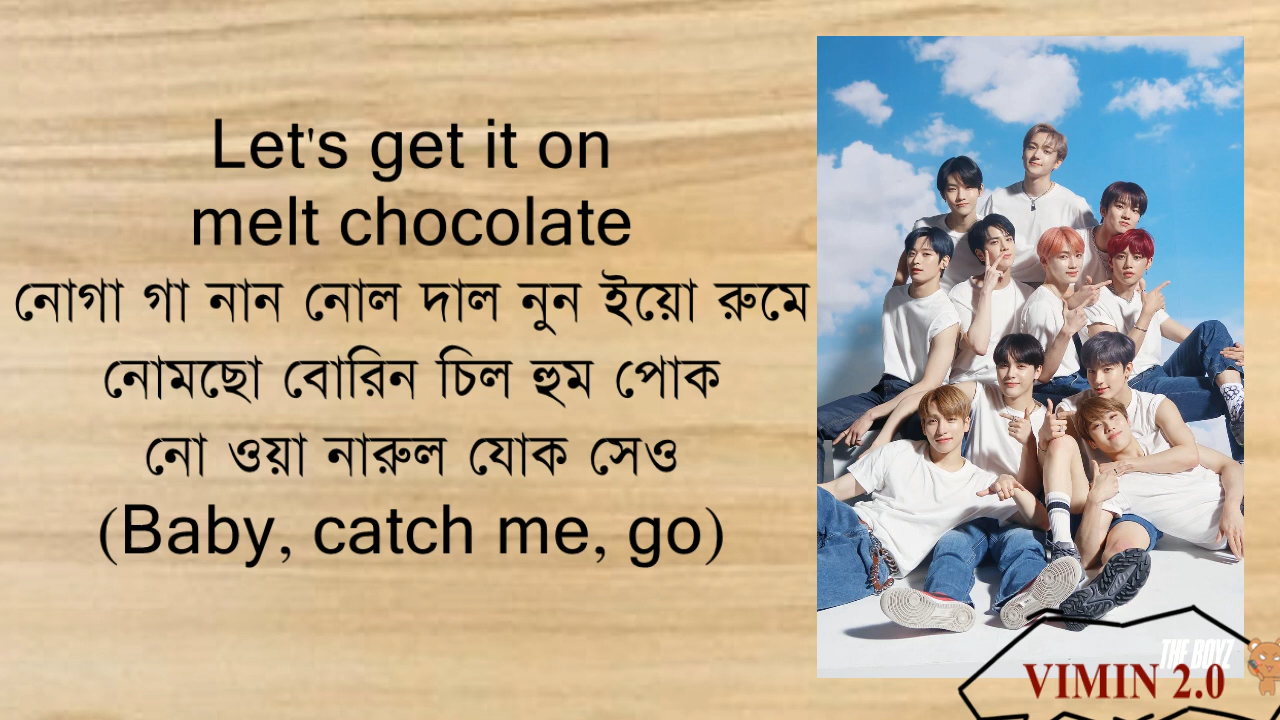 Let's get it on
melt chocolate
নোগা গা নান নোল দাল নুন ইয়ো রুমে
নোমছো বোরিন চিল হুম পোক
নো ওয়া নারুল যোক সেও
(Baby, catch me, go)
THE BOYZ
VIMIN 2.0